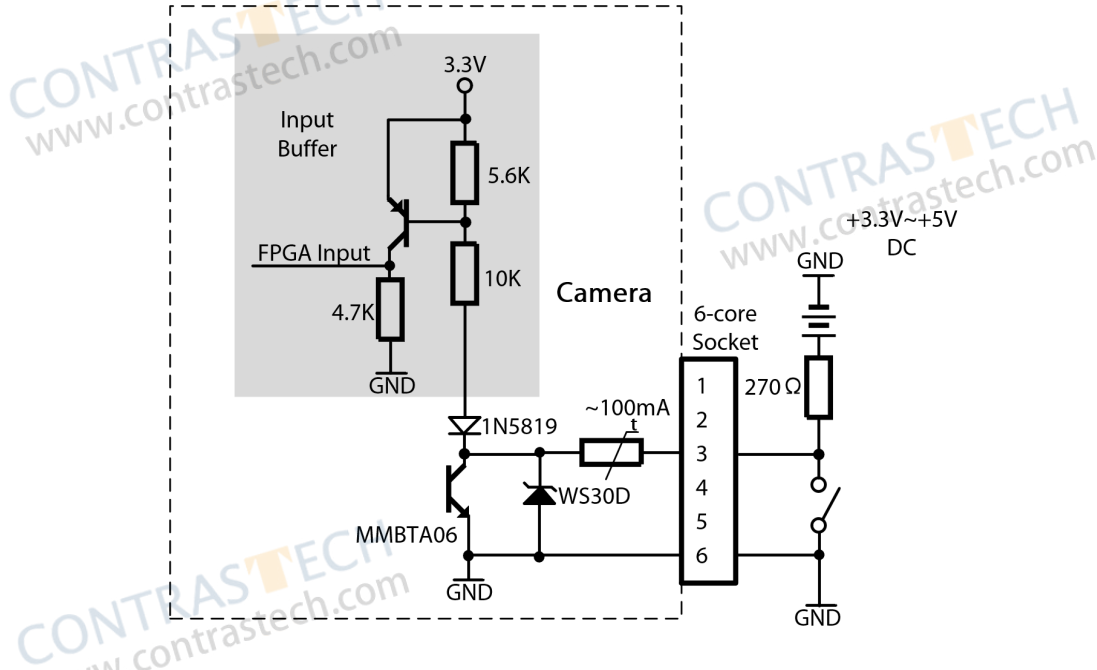 CONTRASTECH
www.contrastech.com
3.3V
Input
Buffer
5.6K
FPGA Input
10K
4.7K
GND
Camera
CONTRASTECH
www.contrastech.com
+3.3V~+5V
DC
GND
6-core
Socket
270 Ω
1
2
3
4
5
6
~100mA
t
1N5819
WS30D
MMBTA06
GND
GND
CONTRASTECH
www.contrastech.com